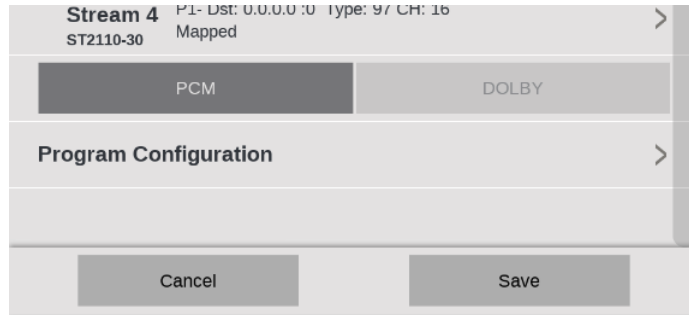 Stream 4 P1- Dst: 0.0.0.0 :0 Type: 97 CH: 16
ST2110-30 Mapped
PCM DOLBY
Program Configuration
Cancel Save